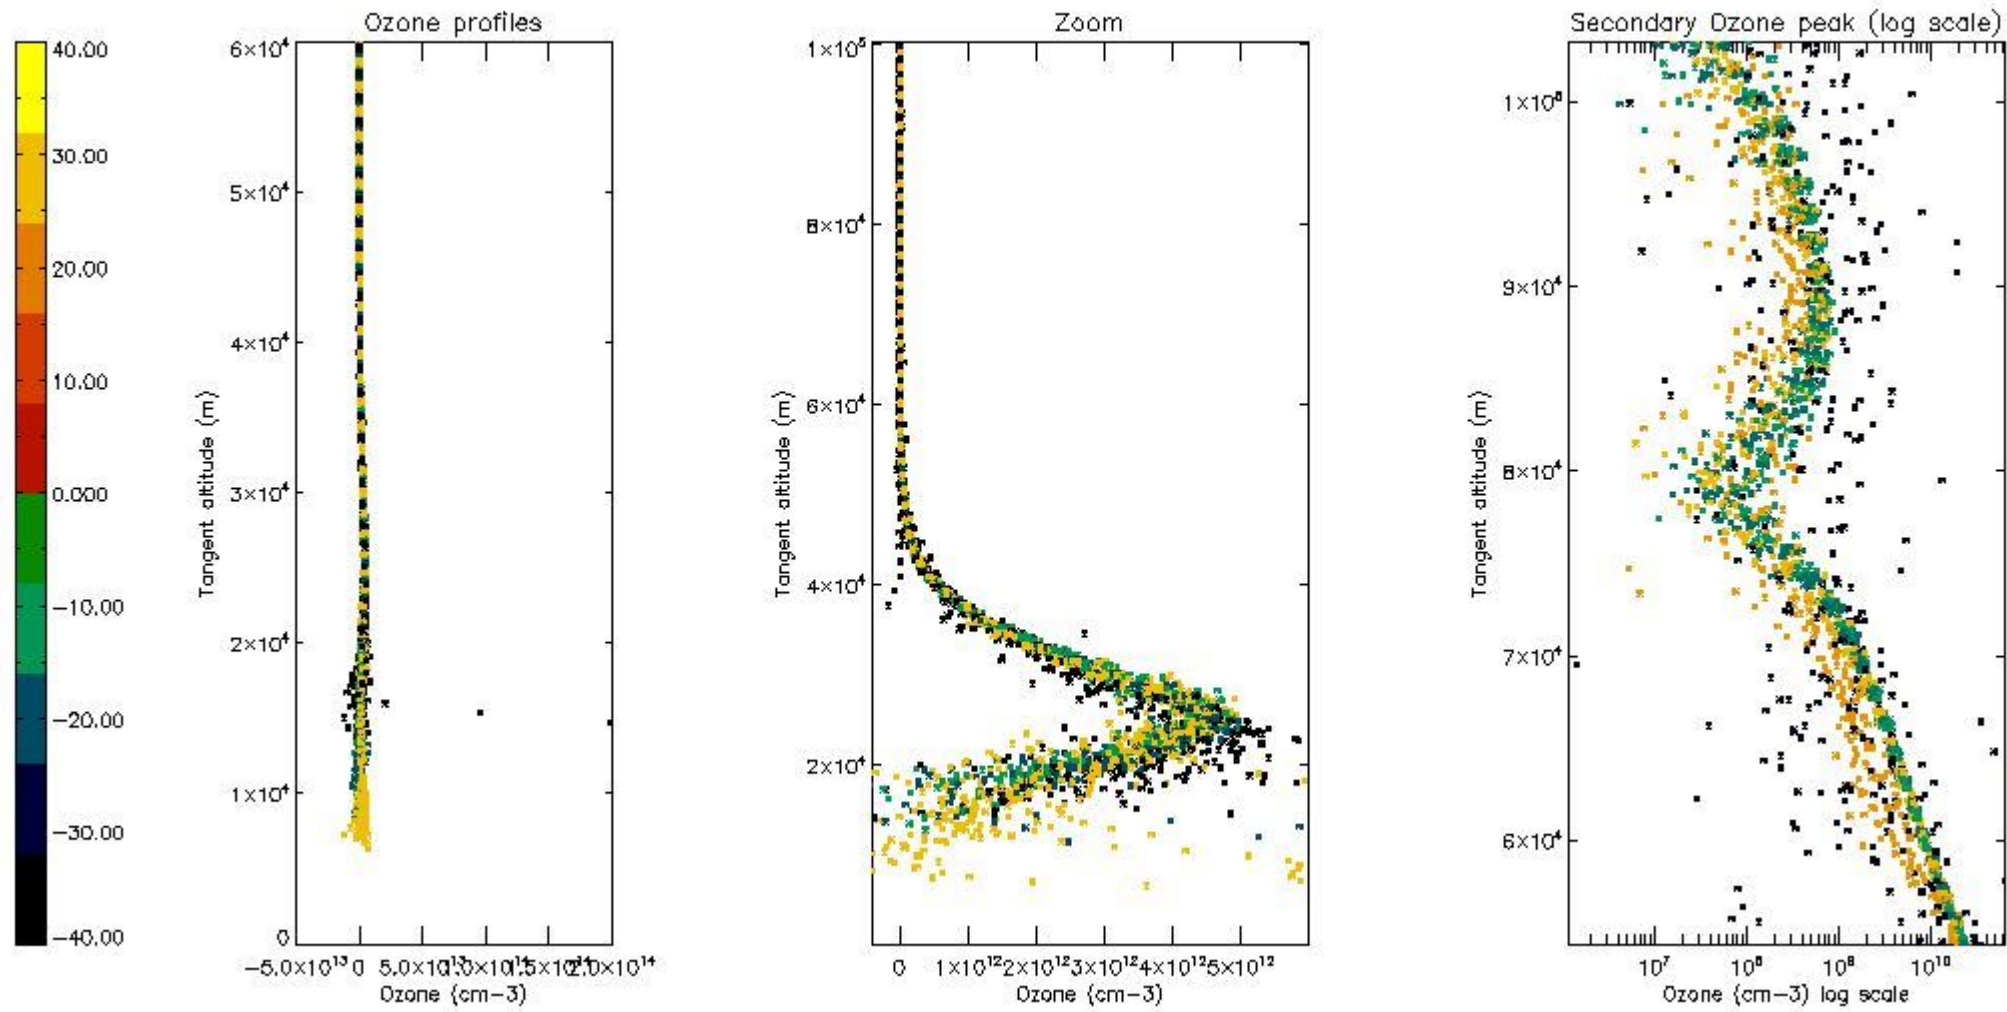 Ozone profiles
Zoom
Secondary Ozone peak (log scale)
40.00
30.00
20.00
10.00
−10.00
−20.00
−30.00
−40.00
6×10⁴
5×10⁴
4×10⁴
3×10⁴
2×10⁴
1×10⁴
0
Tangent altitude (m)
−5.0×10¹³ 0
Ozone (cm−3)
1×10⁵
8×10⁴
6×10⁴
4×10⁴
2×10⁴
Tangent altitude (m)
0 1×10¹² 2×10¹² 3×10¹² 4×10¹² 5×10¹²
Ozone (cm−3)
9×10⁴
8×10⁴
7×10⁴
6×10⁴
Tangent altitude (m)
10⁷ 10⁸ 10⁹ 10¹⁰
Ozone (cm−3) log scale